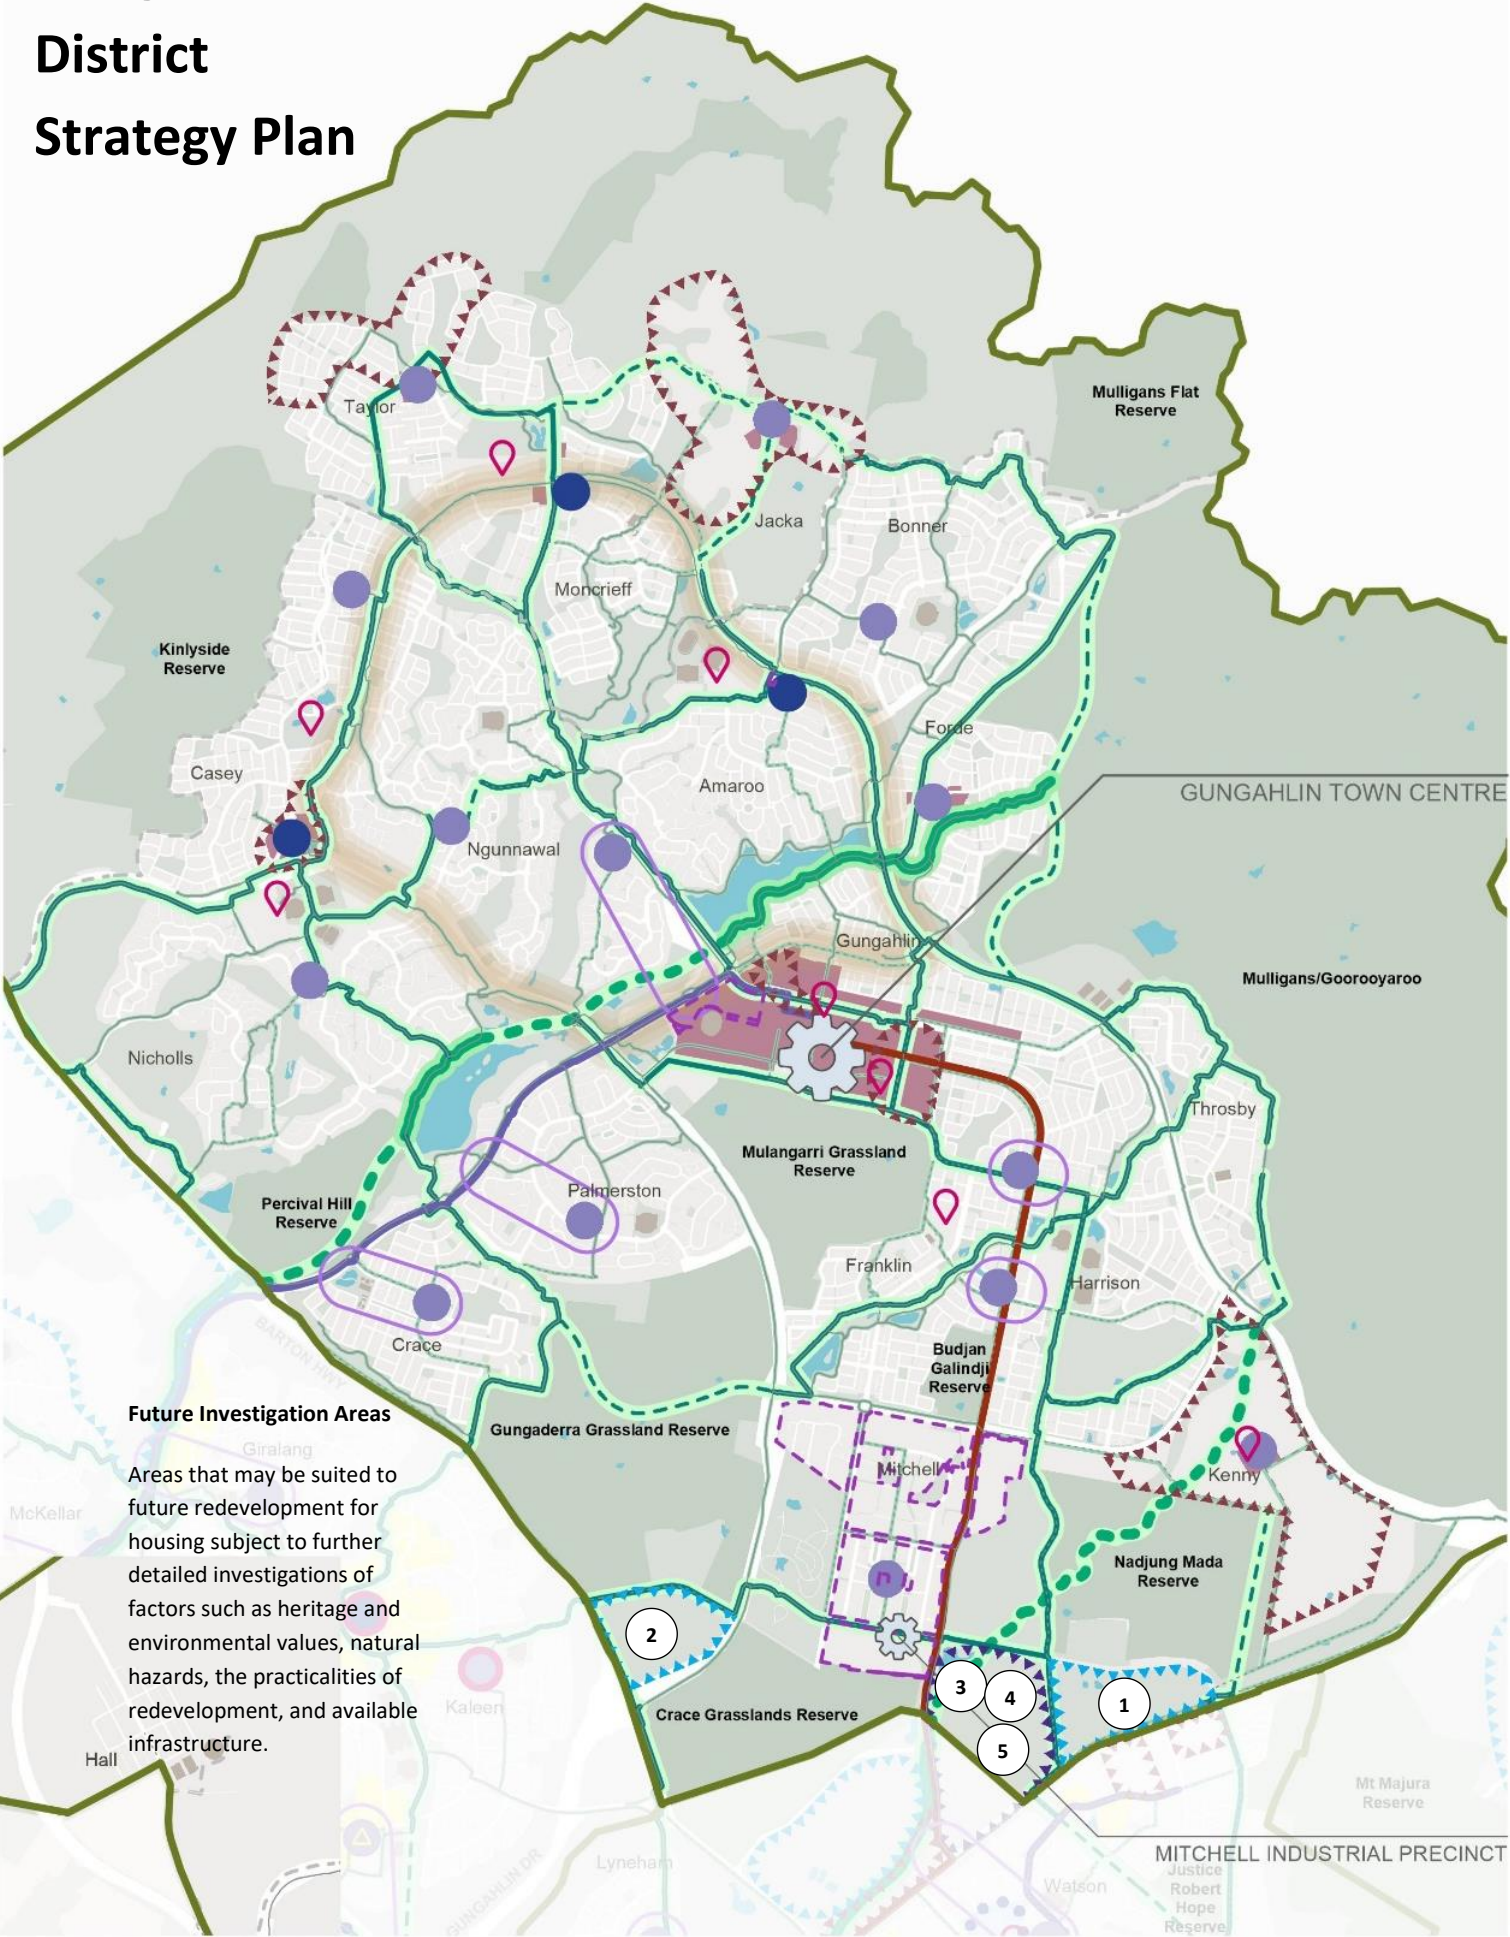 District
Strategy Plan
Mulligans Flat
Reserve
Taylor
Jacka
Bonner
Moncrieff
Kinlyside
Reserve
Forde
Casey
Amaroo
GUNGAHLIN TOWN CENTRE
Ngunnawal
Gungahlin
Mulligans/Goorooyaroo
Nicholls
Throsby
Mulangarri Grassland
Reserve
Percival Hill
Reserve
Palmerston
Franklin
Harrison
Crace
BARTON HWY
Budjan
Galindji
Reserve
Future Investigation Areas
Gungaderra Grassland Reserve
Giralang
Areas that may be suited to
future redevelopment for
housing subject to further
detailed investigations of
factors such as heritage and
environmental values, natural
hazards, the practicalities of
redevelopment, and available
infrastructure.
Mitchell
Kenny
McKellar
Nadjung Mada
Reserve
2
3
4
1
5
Kaleen
Crace Grasslands Reserve
Hall
Mt Majura
Reserve
MITCHELL INDUSTRIAL PRECINCT
GUNGAHLIN DR
Lyneham
Watson
Justice
Robert
Hope
Reserve